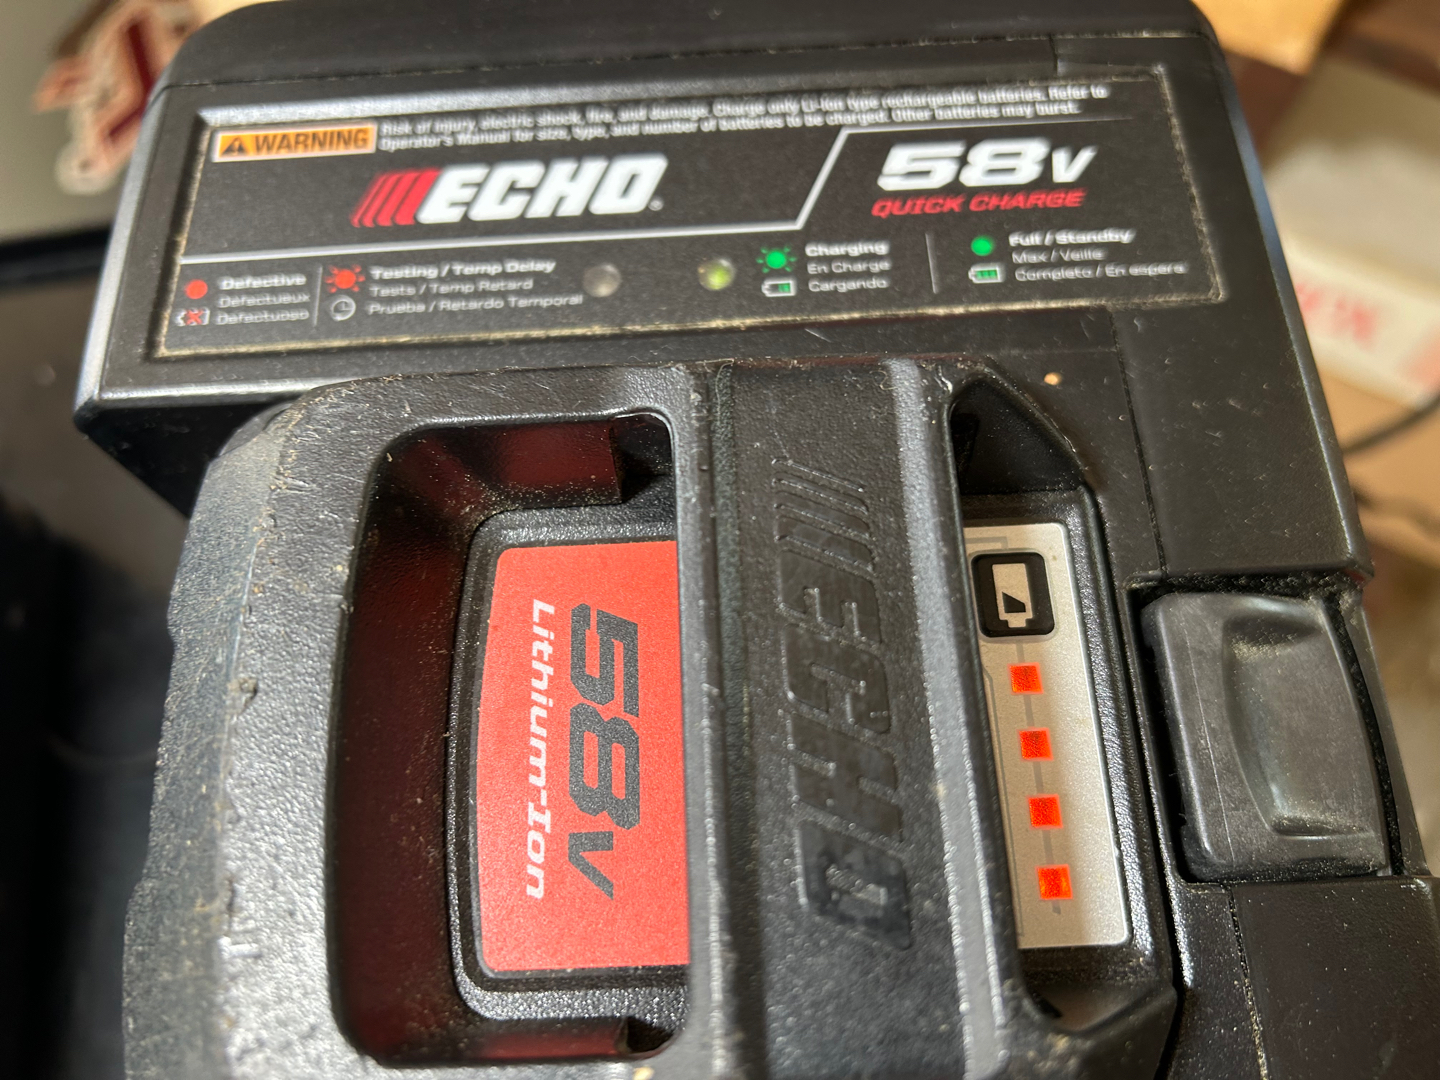 WARNING
Risk of injury, electric shock, fire, and damage. Charge only Li-Ion type rechargeable batteries. Refer to
Operator's Manual for size, type, and number of batteries to be charged. Other batteries may burst.
ECHO
58V
QUICK CHARGE
Defective
Défectueux
Defectuoso
Testing / Temp Delay
Tests / Temp Retard
Prueba / Retardo Temporal
Charging
En Charge
Cargando
Full / Standby
Max / Veille
Completo / En espera
58V
Lithium-Ion
ECHO